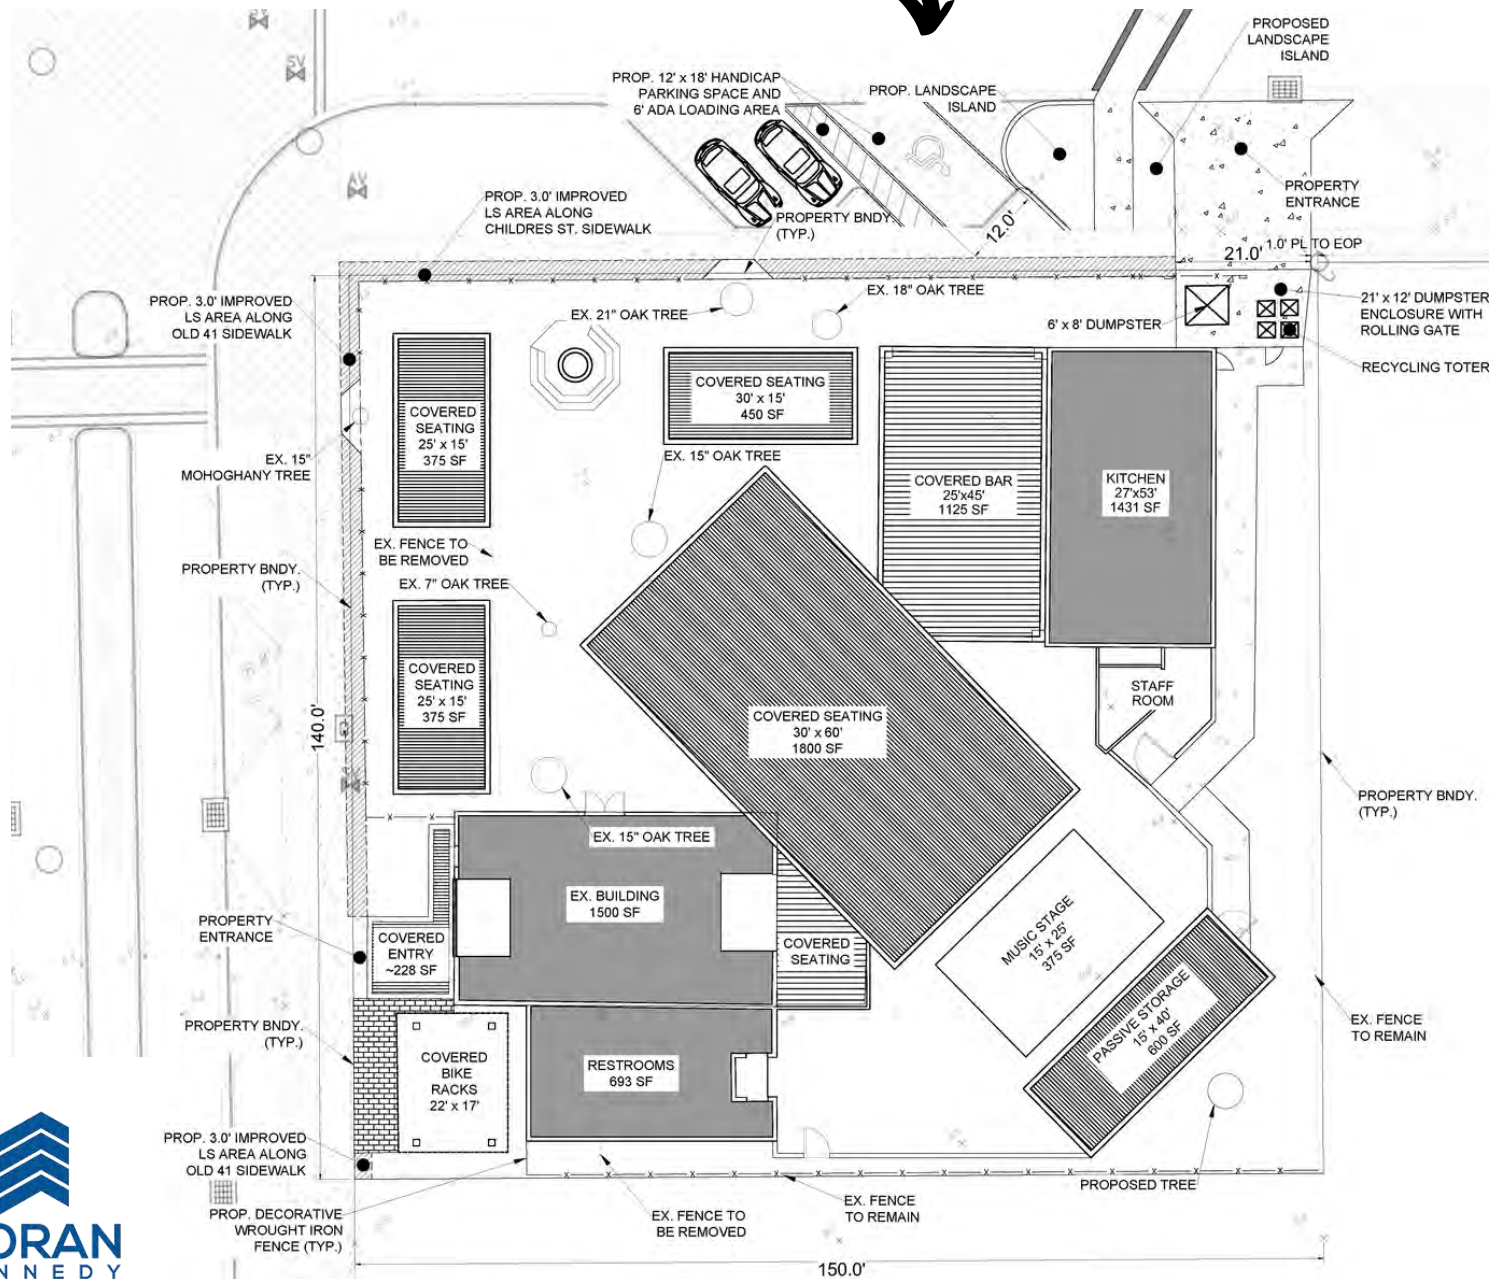 PROPOSED
LANDSCAPE
ISLAND
PROP. 12' x 18' HANDICAP
PARKING SPACE AND
6' ADA LOADING AREA
PROP. LANDSCAPE
ISLAND
SV
AV
PROPERTY
ENTRANCE
PROP. 3.0' IMPROVED
LS AREA ALONG
CHILDRES ST. SIDEWALK
PROPERTY BNDY.
(TYP.)
12.0'
21.0'
1.0' PL TO EOP
PROP. 3.0' IMPROVED
LS AREA ALONG
OLD 41 SIDEWALK
EX. 21" OAK TREE
EX. 18" OAK TREE
6' x 8' DUMPSTER
21' x 12' DUMPSTER
ENCLOSURE WITH
ROLLING GATE
RECYCLING TOTER
COVERED
SEATING
25' x 15'
375 SF
COVERED SEATING
30' x 15'
450 SF
EX. 15"
MOHOGHANY TREE
EX. 15" OAK TREE
COVERED BAR
25'x45'
1125 SF
KITCHEN
27'x53'
1431 SF
EX. FENCE TO
BE REMOVED
PROPERTY BNDY.
(TYP.)
EX. 7" OAK TREE
COVERED
SEATING
25' x 15'
375 SF
STAFF
ROOM
COVERED SEATING
30' x 60'
1800 SF
140.0'
PROPERTY BNDY.
(TYP.)
EX. 15" OAK TREE
EX. BUILDING
1500 SF
PROPERTY
ENTRANCE
COVERED
ENTRY
~228 SF
COVERED
SEATING
MUSIC STAGE
15' x 25'
375 SF
PASSIVE STORAGE
15' x 40'
600 SF
EX. FENCE
TO REMAIN
PROPERTY BNDY.
(TYP.)
COVERED
BIKE
RACKS
22' x 17'
RESTROOMS
693 SF
PROP. 3.0' IMPROVED
LS AREA ALONG
OLD 41 SIDEWALK
PROPOSED TREE
PROP. DECORATIVE
WROUGHT IRON
FENCE (TYP.)
EX. FENCE TO
BE REMOVED
EX. FENCE
TO REMAIN
150.0'
ORAN
NNEDY